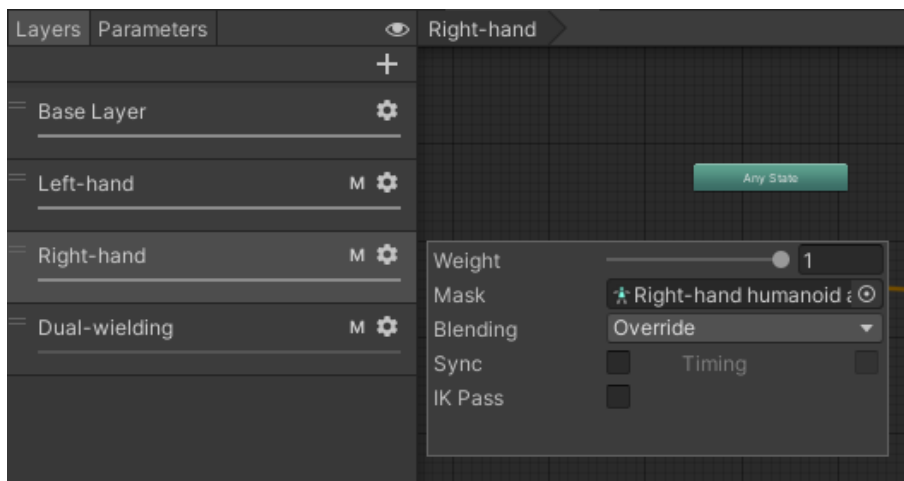 Layers Parameters
Right-hand
Base Layer
Left-hand M
Right-hand M
Dual-wielding M
Any State
Weight 1
Mask Right-hand humanoid
Blending Override
Sync Timing
IK Pass